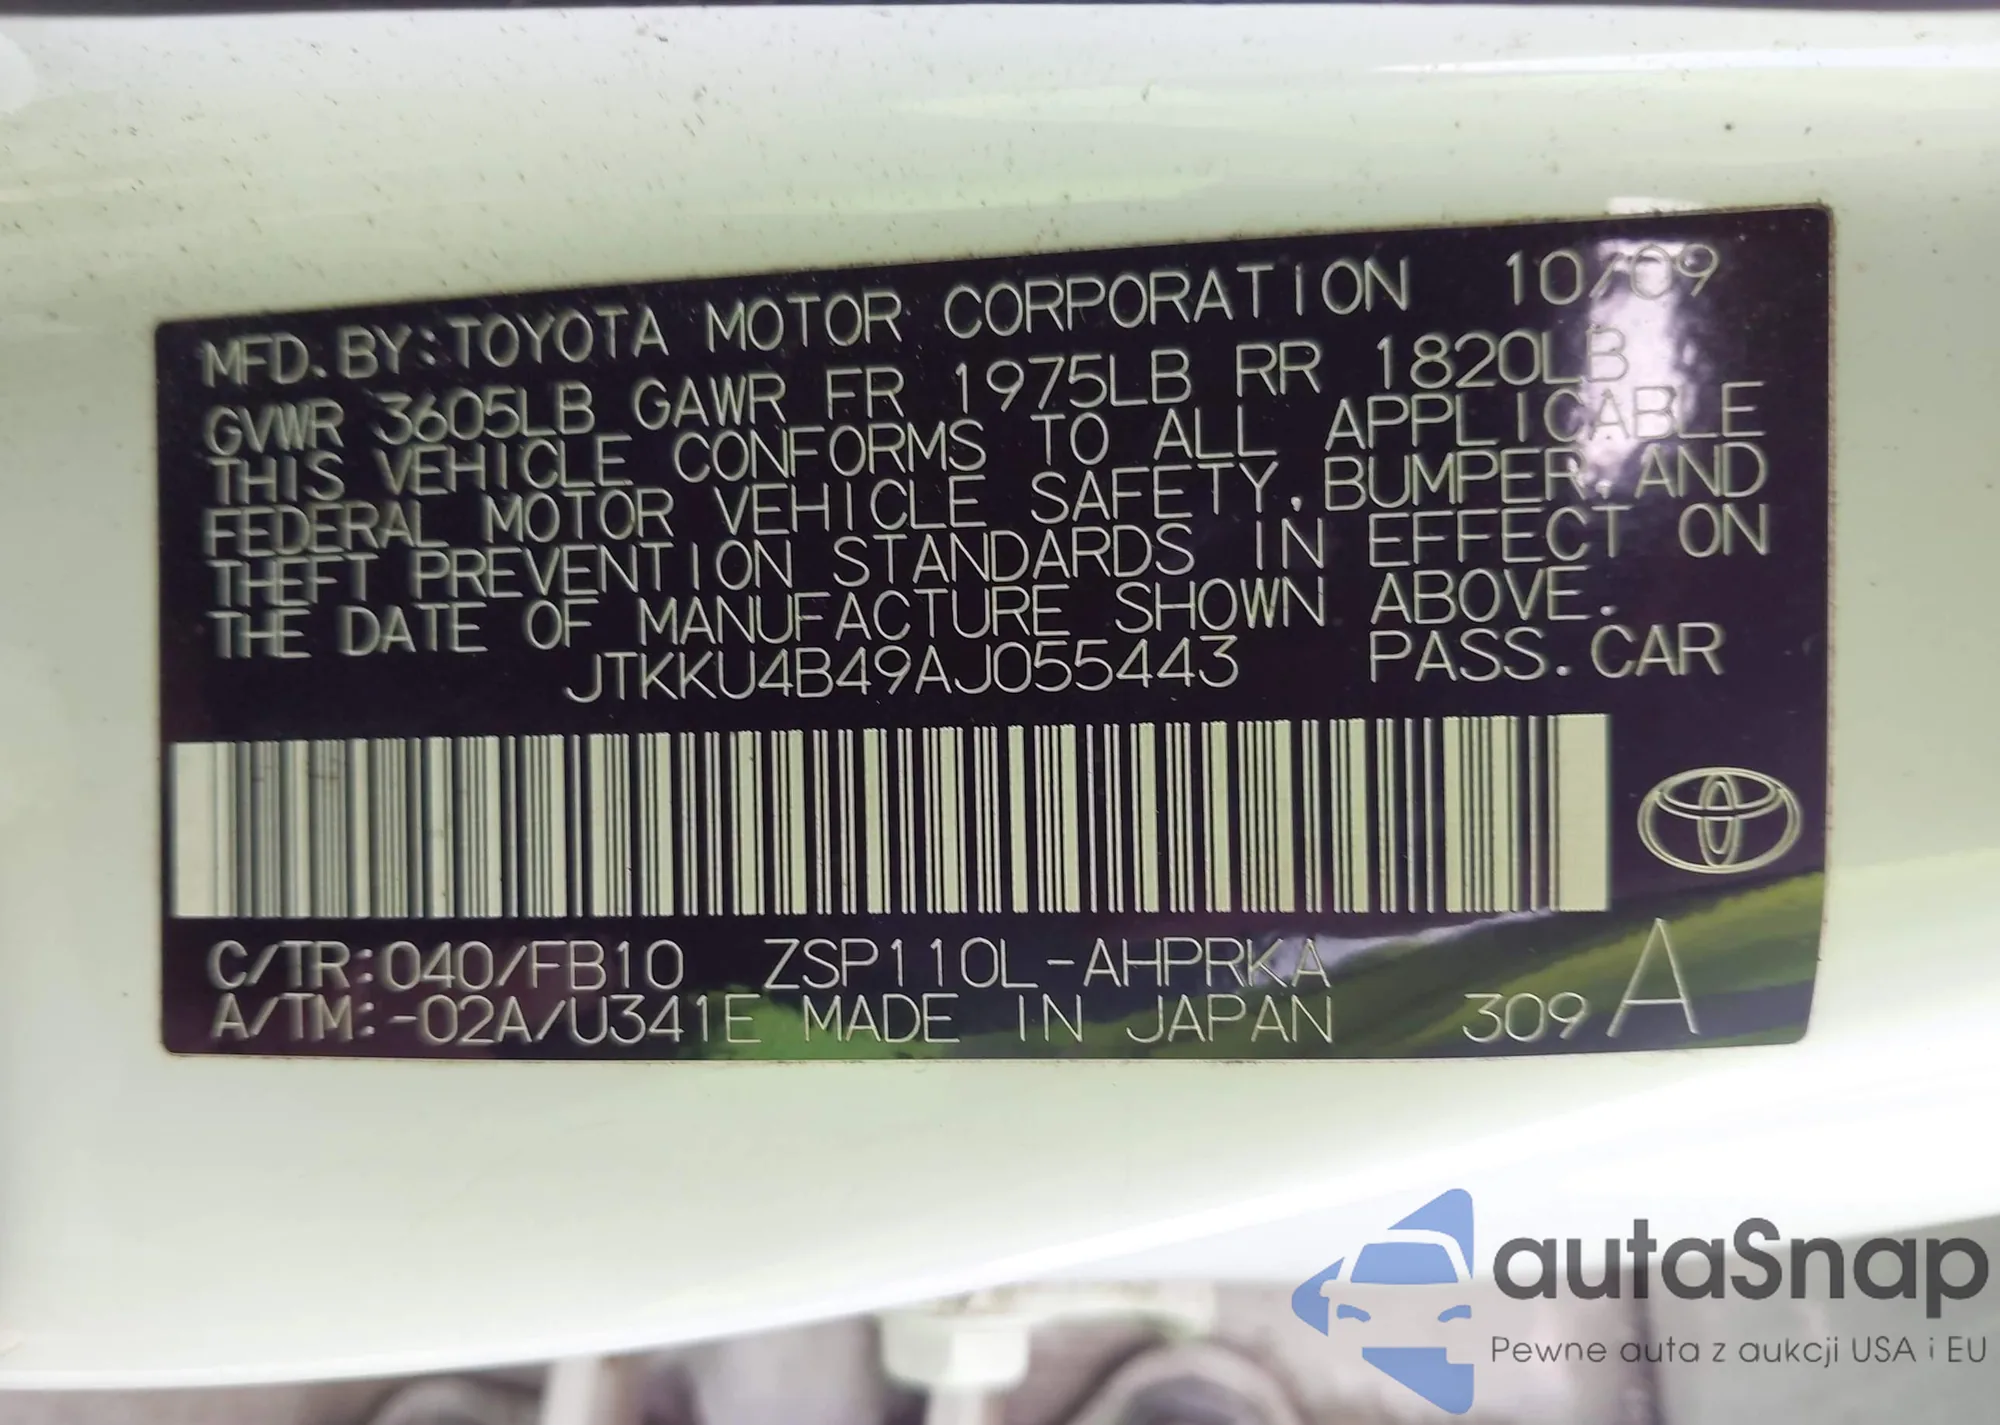 MFD. BY: TOYOTA MOTOR CORPORATION 10/09
GVWR 3605LB GAWR FR 1975LB RR 1820LB
THIS VEHICLE CONFORMS TO ALL APPLICABLE
FEDERAL MOTOR VEHICLE SAFETY, BUMPER, AND
THEFT PREVENTION STANDARDS IN EFFECT ON
THE DATE OF MANUFACTURE SHOWN ABOVE.
JTKKU4B49AJ055443 PASS. CAR
C/TR: 040/FB10 ZSP110L-AHPRKA
A/TM: -02A/U341E MADE IN JAPAN 309 A
autaSnap
Pewne auta z aukcji USA i EU